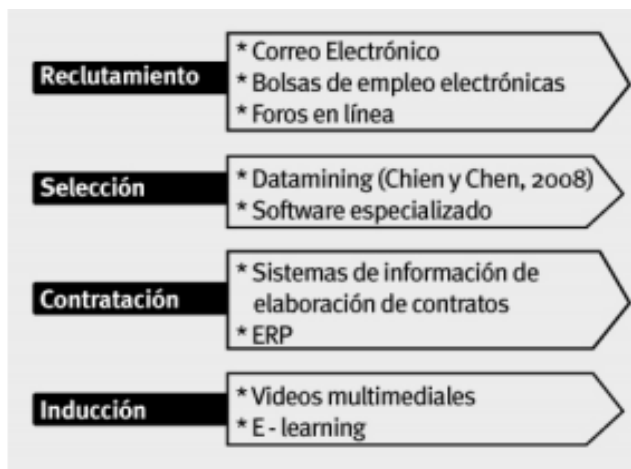 Reclutamiento
* Correo Electrónico
* Bolsas de empleo electrónicas
* Foros en línea
Selección
* Datamining (Chien y Chen, 2008)
* Software especializado
Contratación
* Sistemas de información de
elaboración de contratos
* ERP
Inducción
* Videos multimediales
* E - learning